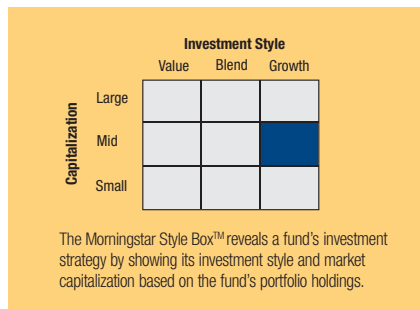 Investment Style
Value Blend Growth
Large
Capitalization
Mid
Small
The Morningstar Style Box™ reveals a fund's investment
strategy by showing its investment style and market
capitalization based on the fund's portfolio holdings.